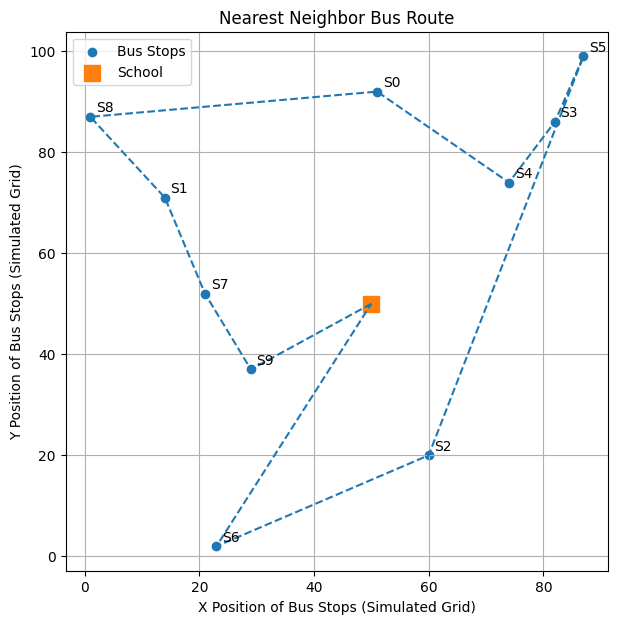 Nearest Neighbor Bus Route
Bus Stops
School
S5
S0
S8
S3
S4
S1
S7
S9
S2
S6
100
80
60
40
20
0
Y Position of Bus Stops (Simulated Grid)
0 20 40 60 80
X Position of Bus Stops (Simulated Grid)